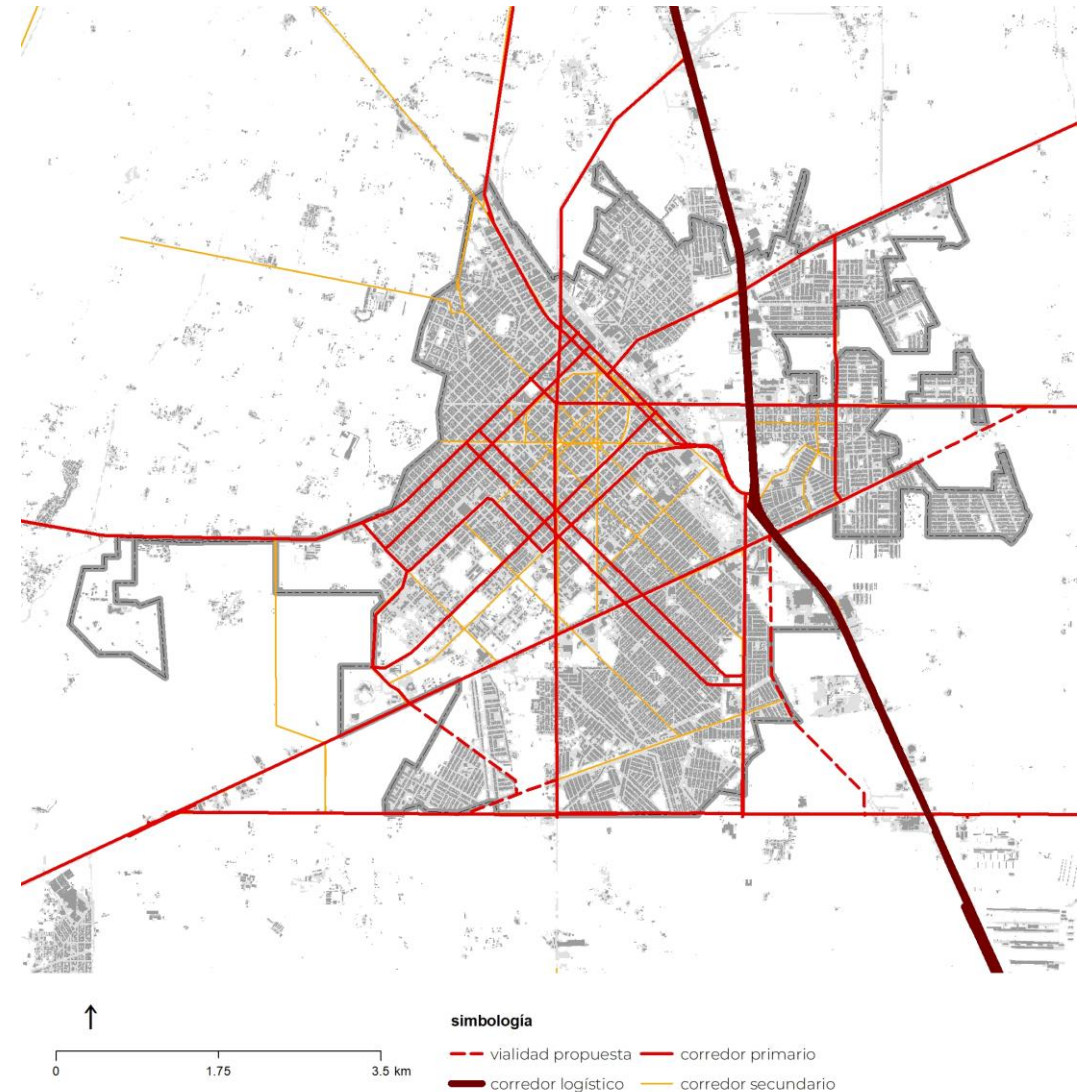 simbología
vialidad propuesta corredor primario
corredor logístico corredor secundario
0 1.75 3.5 km